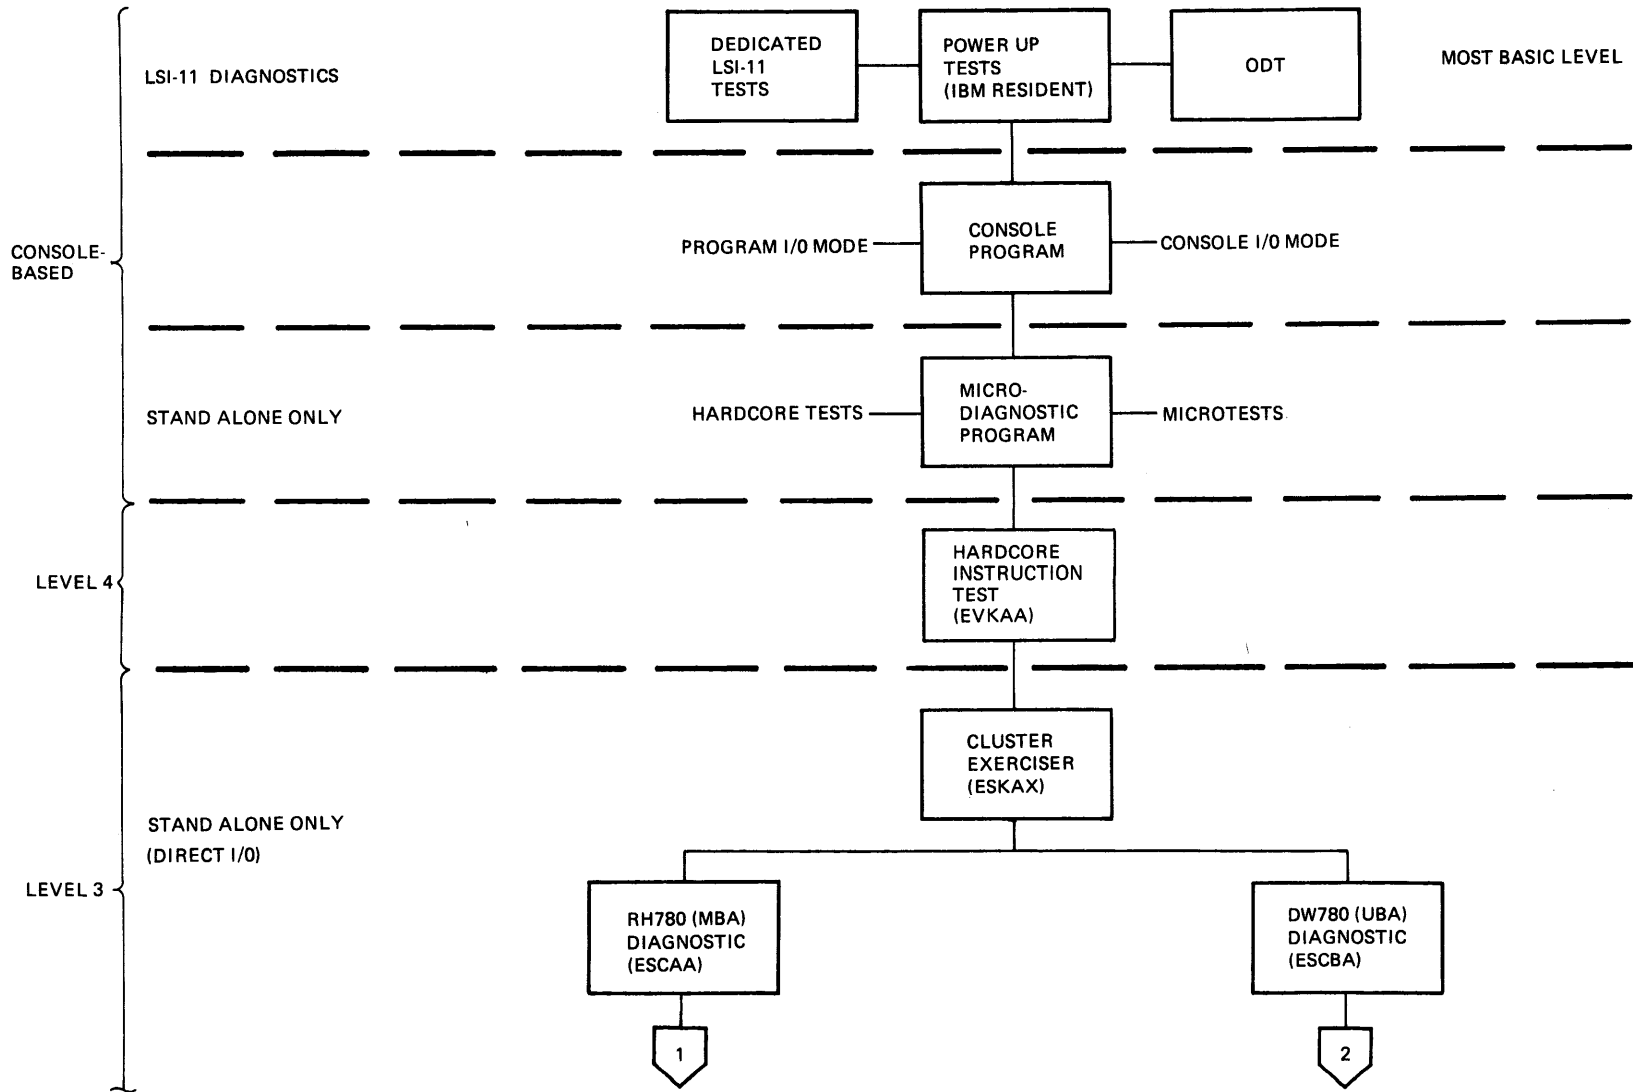 LSI-11 DIAGNOSTICS
DEDICATED
LSI-11
TESTS
POWER UP
TESTS
(IBM RESIDENT)
ODT
MOST BASIC LEVEL
CONSOLE-
BASED
PROGRAM I/O MODE
CONSOLE
PROGRAM
CONSOLE I/O MODE
STAND ALONE ONLY
HARDCORE TESTS
MICRO-
DIAGNOSTIC
PROGRAM
MICROTESTS
LEVEL 4
HARDCORE
INSTRUCTION
TEST
(EVKAA)
CLUSTER
EXERCISER
(ESKAX)
STAND ALONE ONLY
(DIRECT I/O)
LEVEL 3
RH780 (MBA)
DIAGNOSTIC
(ESCAA)
DW780 (UBA)
DIAGNOSTIC
(ESCBA)
1
2